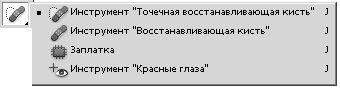 Инструмент "Точечная восстанавливающая кисть" J
Инструмент "Восстанавливающая кисть" J
Заплатка J
Инструмент "Красные глаза" J